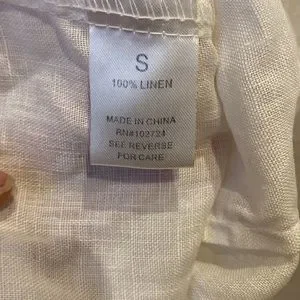 S
100% LINEN
MADE IN CHINA
RN#102724
SEE REVERSE
FOR CARE